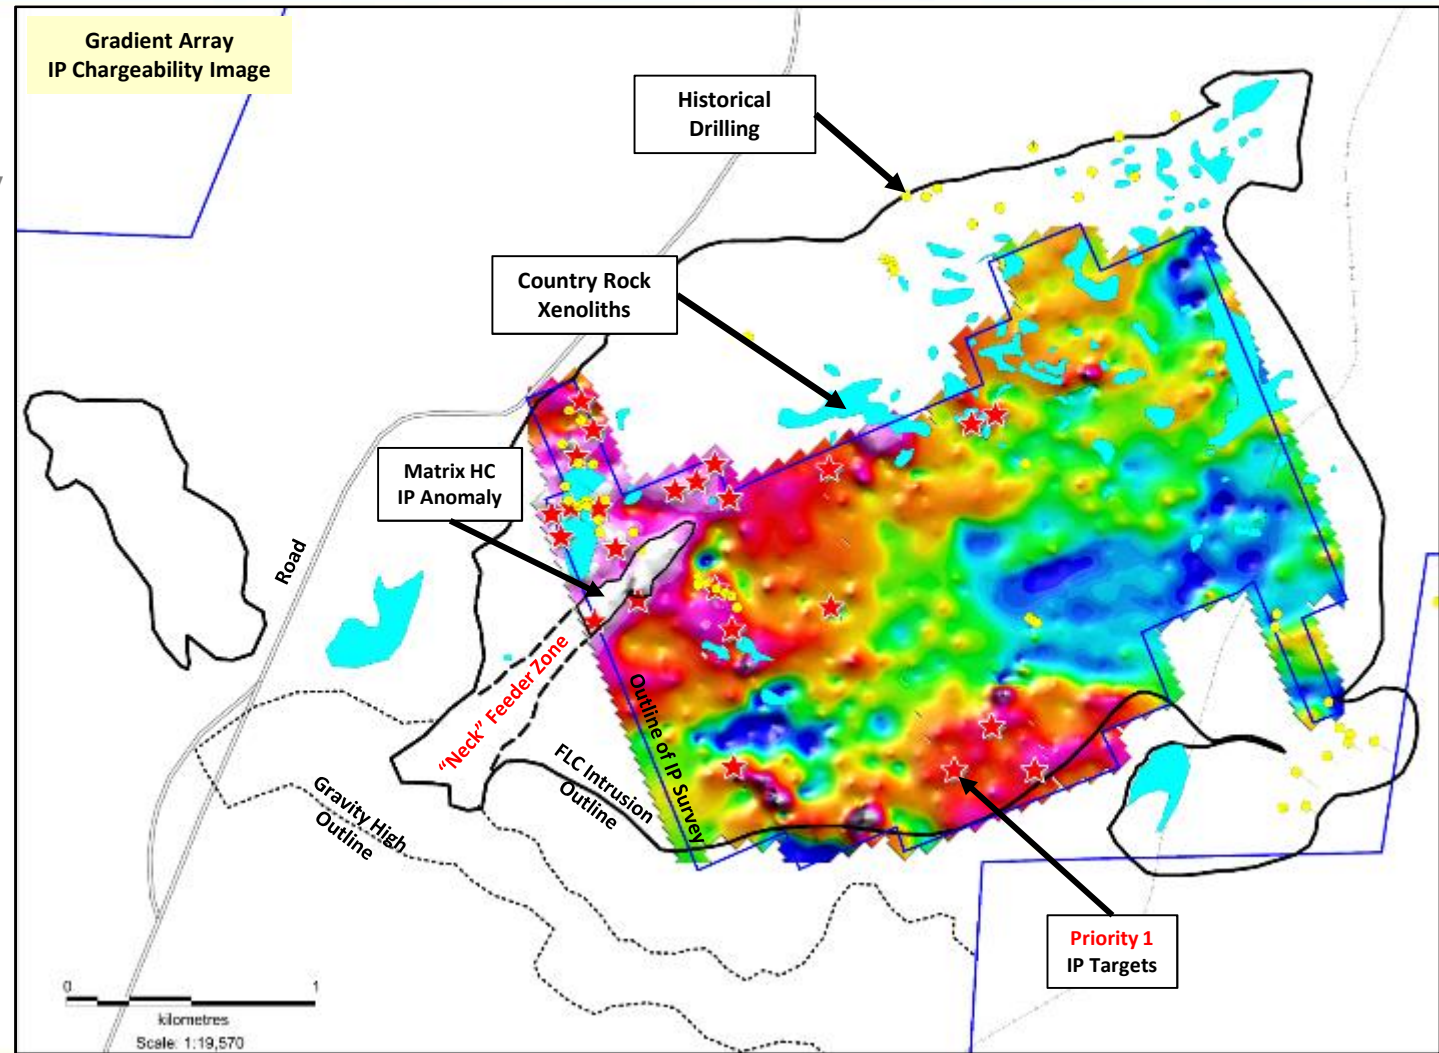 Gradient Array
IP Chargeability Image
Historical
Drilling
Country Rock
Xenoliths
Matrix HC
IP Anomaly
Road
"Neck" Feeder Zone
Outline of IP Survey
FLC Intrusion
Outline
Gravity High
Outline
Priority 1
IP Targets
0
1
kilometres
Scale: 1:19,570